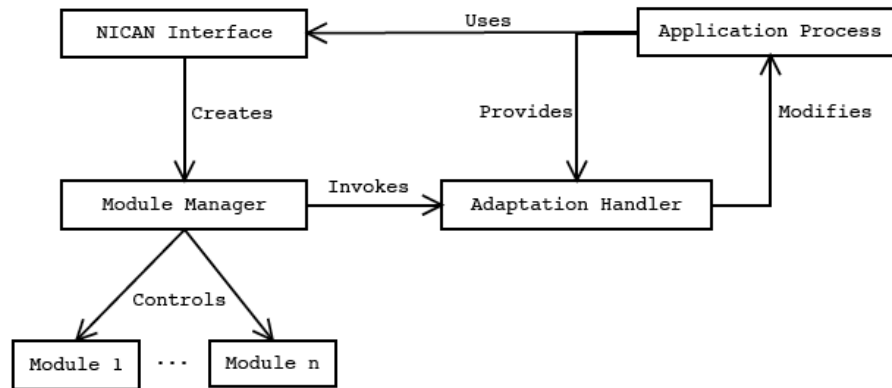 Uses
NICAN Interface
Application Process
Creates
Provides
Modifies
Module Manager
Invokes
Adaptation Handler
Controls
Module 1
...
Module n